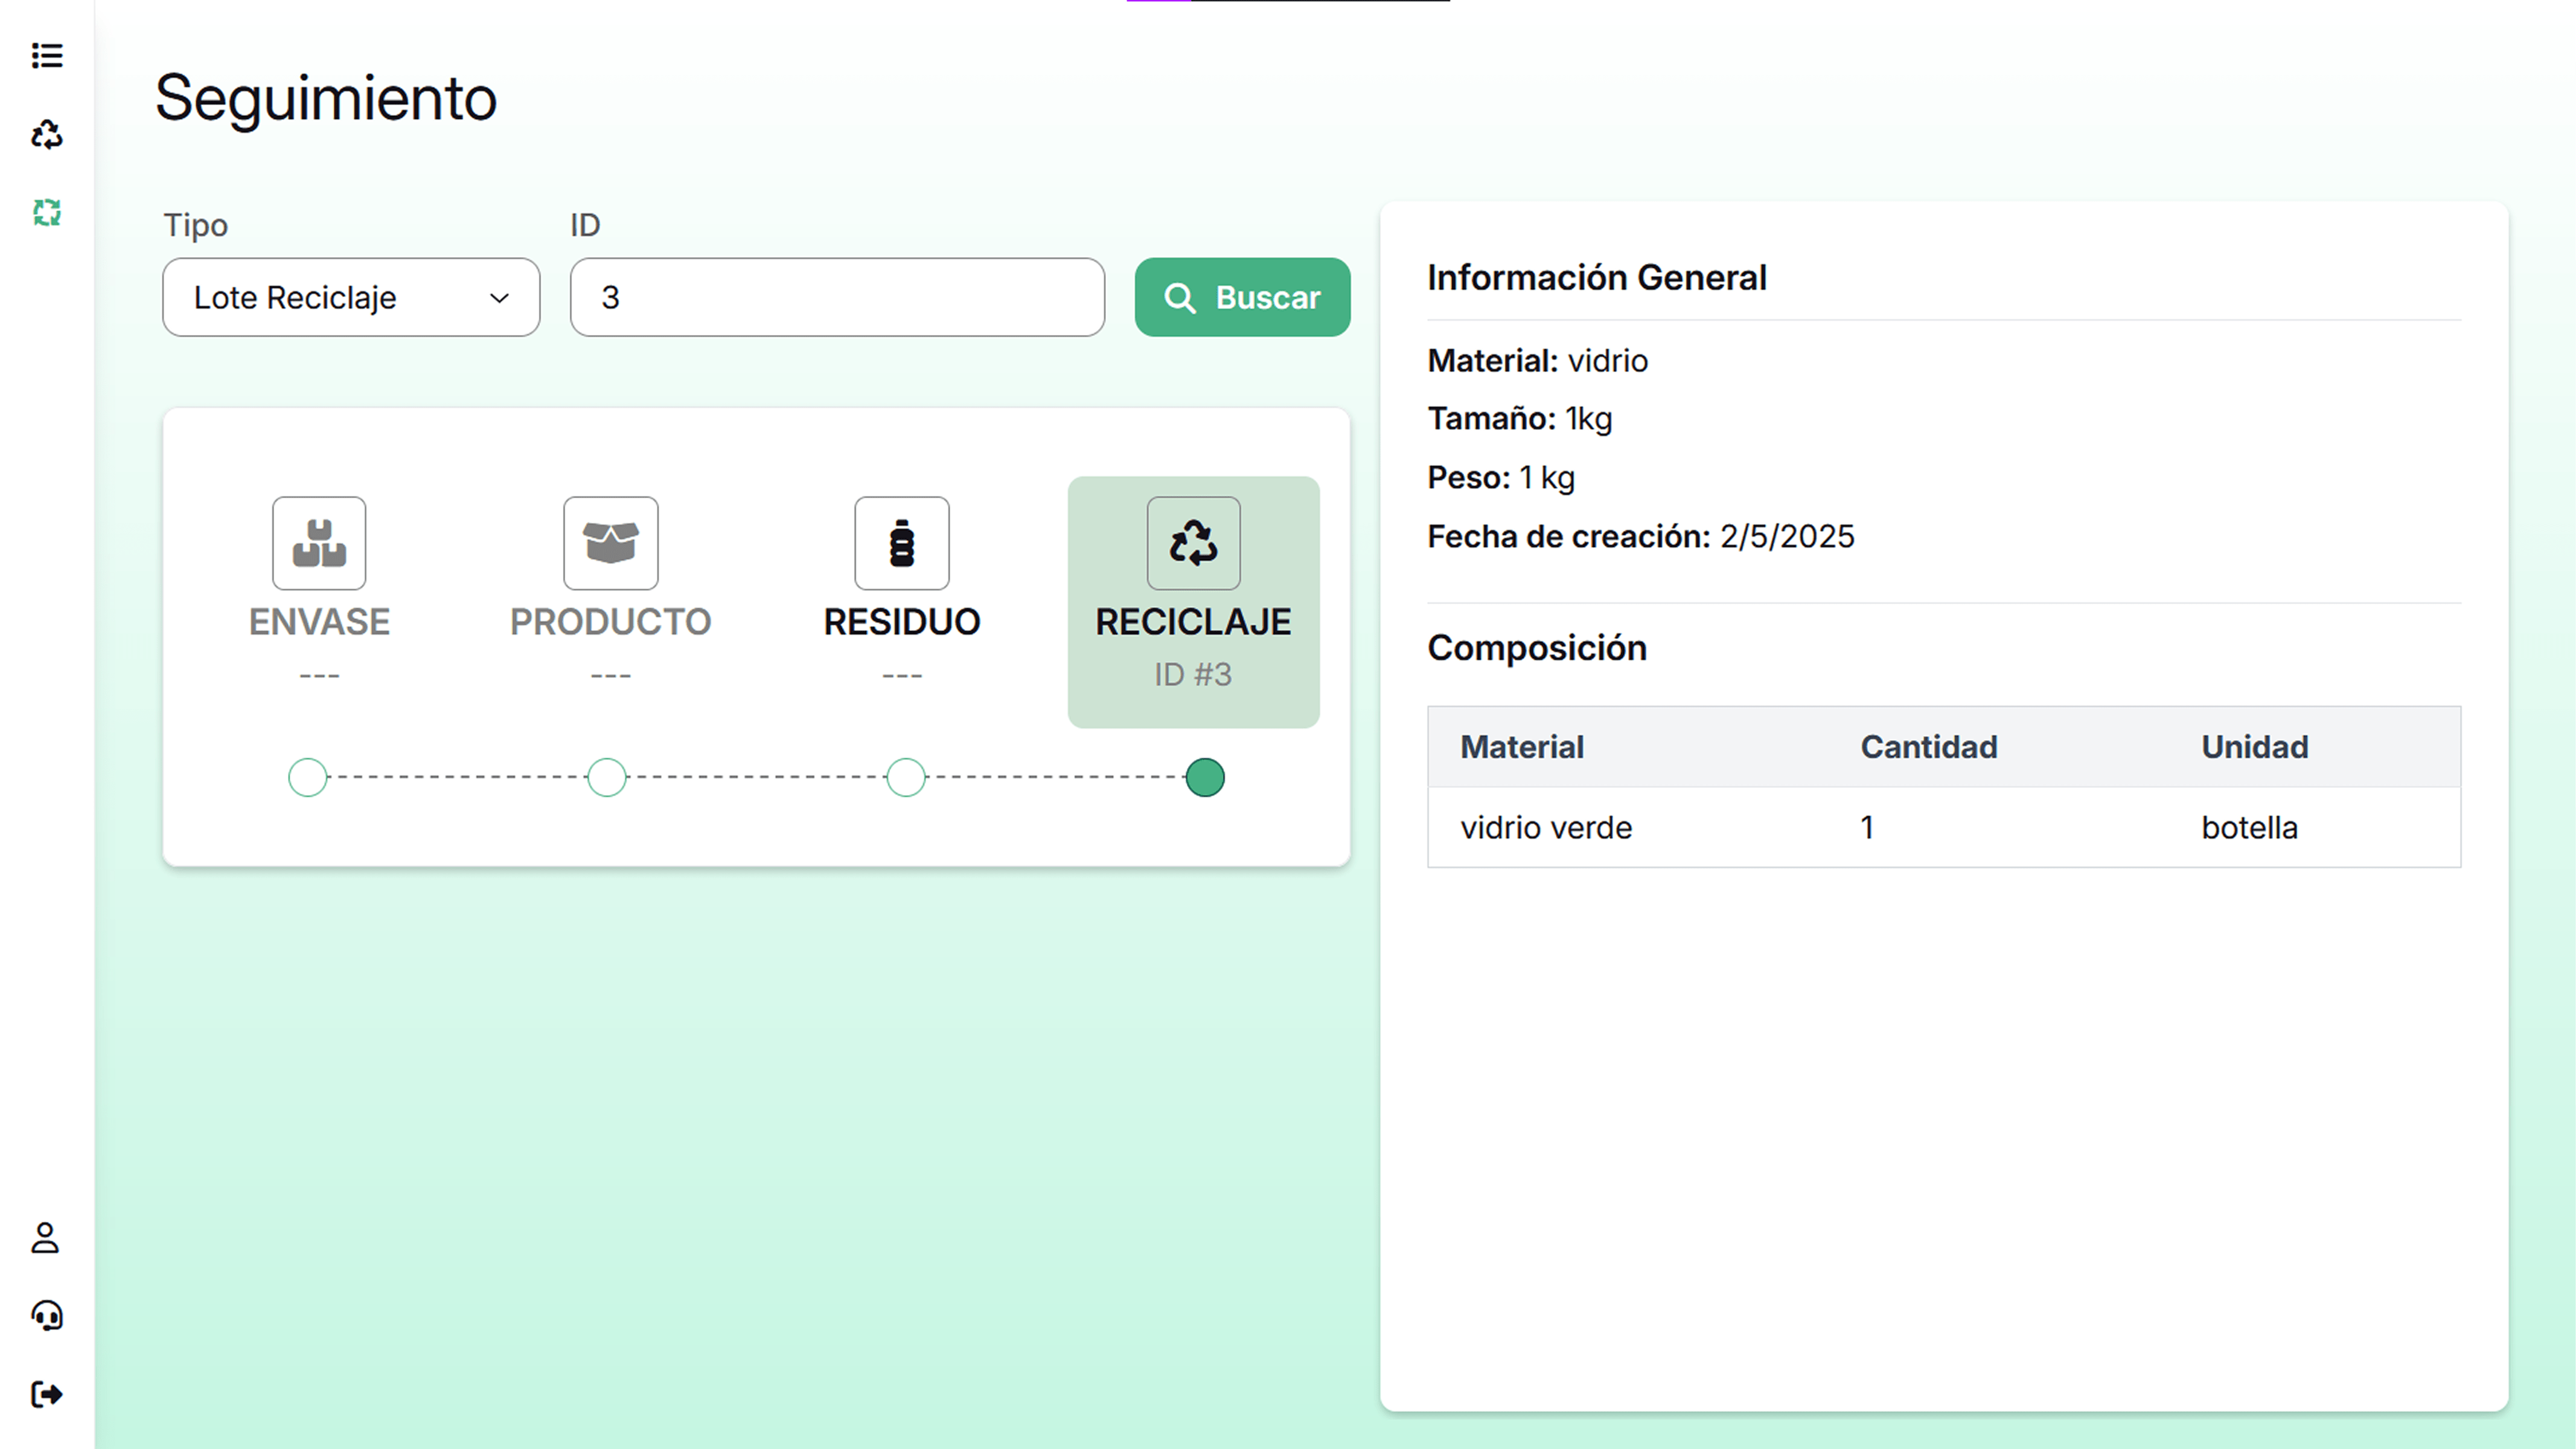 Seguimiento
Tipo
ID
Lote Reciclaje
3
Buscar
ENVASE
---
PRODUCTO
---
RESIDUO
---
RECICLAJE
ID #3
Información General
Material: vidrio
Tamaño: 1kg
Peso: 1 kg
Fecha de creación: 2/5/2025
Composición
Material Cantidad Unidad
vidrio verde 1 botella